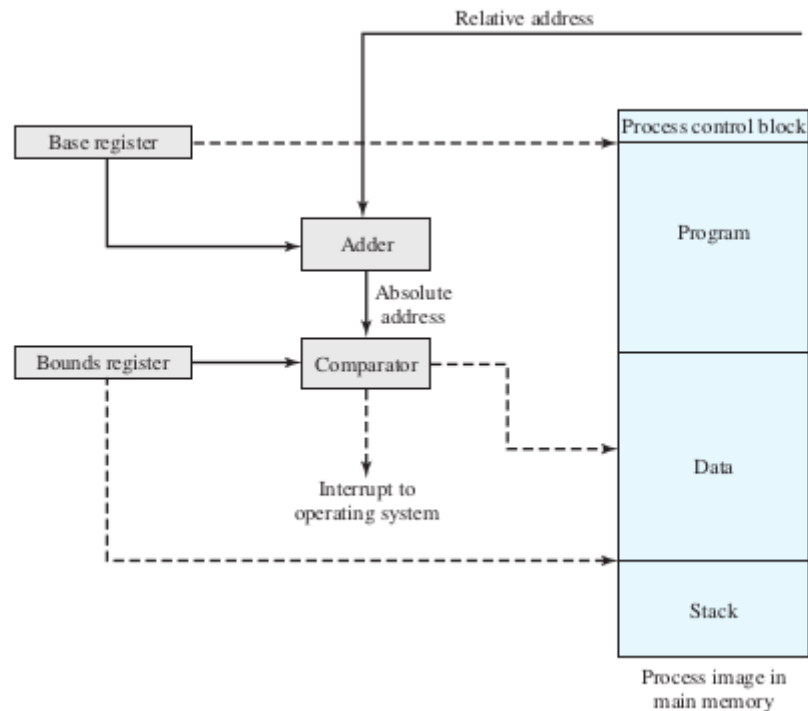 Relative address
Process control block
Base register
Program
Adder
Absolute
address
Bounds register
Comparator
Data
Interrupt to
operating system
Stack
Process image in
main memory